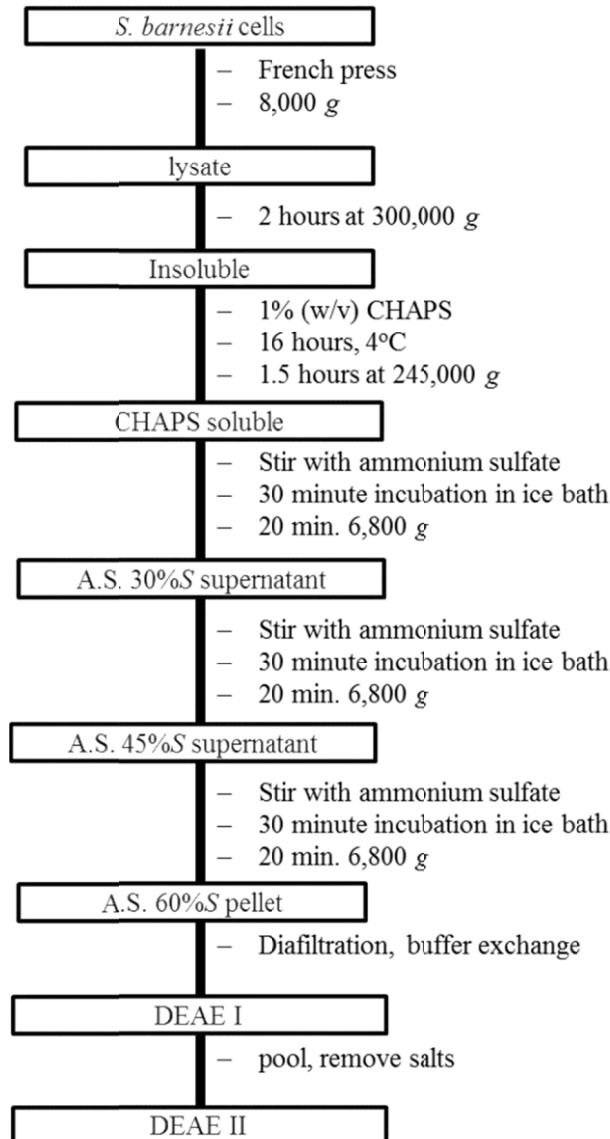 S. barnesii cells
– French press
– 8,000 g
lysate
– 2 hours at 300,000 g
Insoluble
– 1% (w/v) CHAPS
– 16 hours, 4°C
– 1.5 hours at 245,000 g
CHAPS soluble
– Stir with ammonium sulfate
– 30 minute incubation in ice bath
– 20 min. 6,800 g
A.S. 30%S supernatant
– Stir with ammonium sulfate
– 30 minute incubation in ice bath
– 20 min. 6,800 g
A.S. 45%S supernatant
– Stir with ammonium sulfate
– 30 minute incubation in ice bath
– 20 min. 6,800 g
A.S. 60%S pellet
– Diafiltration, buffer exchange
DEAE I
– pool, remove salts
DEAE II